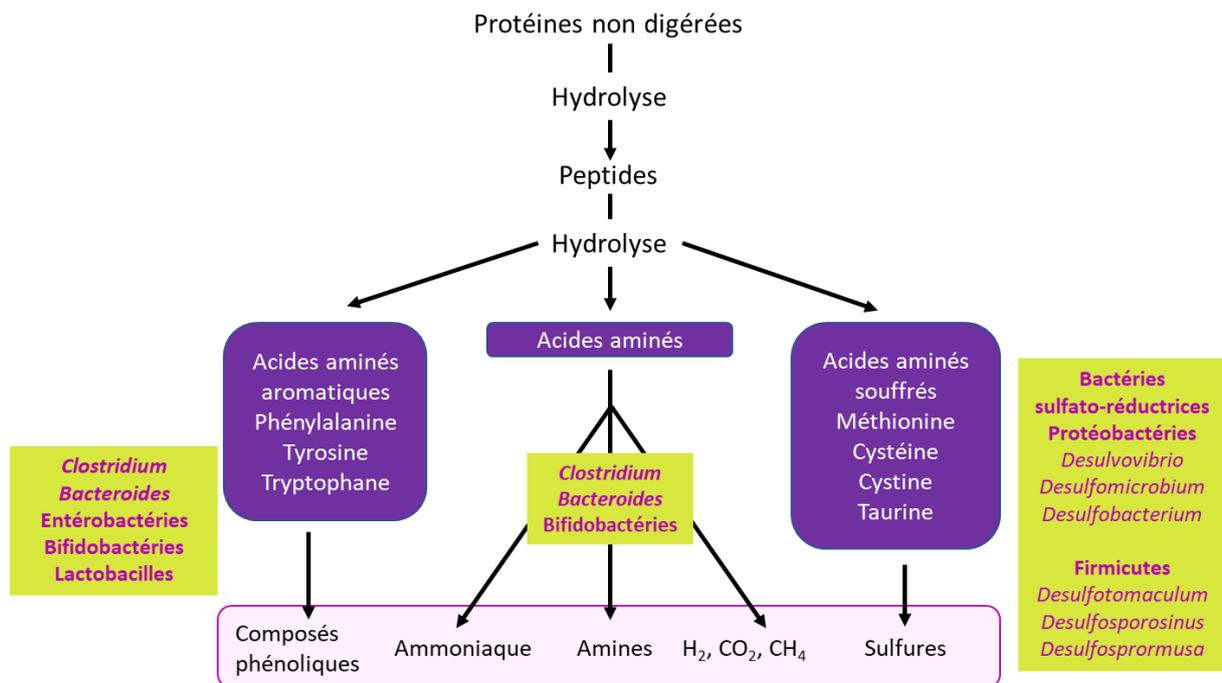 Protéines non digérées
Hydrolyse
Peptides
Hydrolyse
Acides aminés
aromatiques
Phénylalanine
Tyrosine
Tryptophane
Acides aminés
Acides aminés
souffrés
Méthionine
Cystéine
Cystine
Taurine
Clostridium
Bacteroides
Entérobactéries
Bifidobactéries
Lactobacilles
Clostridium
Bacteroides
Bifidobactéries
Bactéries
sulfato-réductrices
Protéobactéries
Desulvovibrio
Desulfomicrobium
Desulfobacterium
Firmicutes
Desulfotomaculum
Desulfosporosinus
Desulfosprormusa
Composés
phénoliques
Ammoniaque
Amines
H₂, CO₂, CH₄
Sulfures